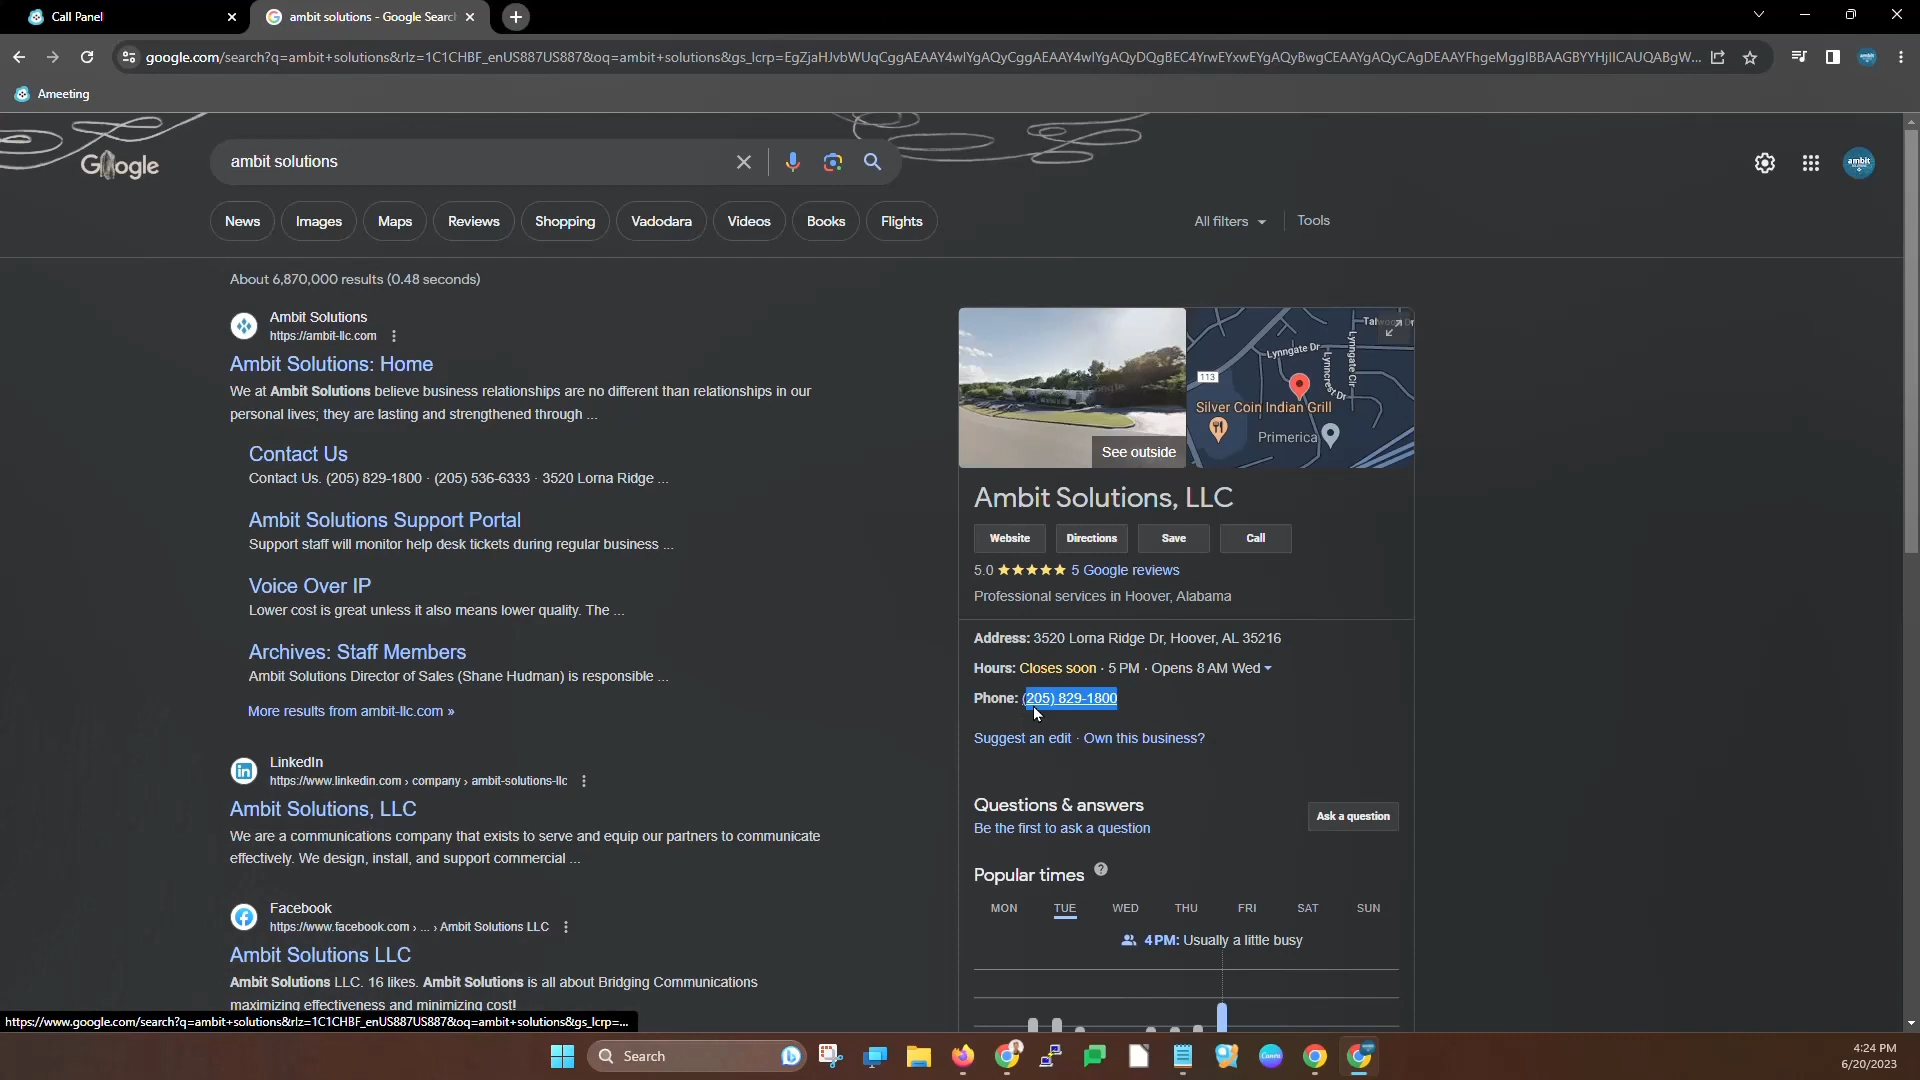 Call Panel
ambit solutions - Google Search
google.com/search?q=ambit+solutions&rlz=1C1CHBF_enUS887US887&oq=ambit+solutions&gs_lcrp=
Ameeting
Google
ambit solutions
ambit
News Images Maps Reviews Shopping Vadodara Videos Books Flights All filters Tools
About 6,870,000 results (0.48 seconds)
Ambit Solutions
https://ambit-llc.com
Ambit Solutions: Home
We at Ambit Solutions believe business relationships are no different than relationships in our
personal lives; they are lasting and strengthened through ...
Contact Us
Contact Us. (205) 829-1800 · (205) 536-6333 · 3520 Lorna Ridge ...
Ambit Solutions Support Portal
Support staff will monitor help desk tickets during regular business ...
Voice Over IP
Lower cost is great unless it also means lower quality. The ...
Archives: Staff Members
Ambit Solutions Director of Sales (Shane Hudman) is responsible ...
More results from ambit-llc.com »
LinkedIn
https://www.linkedin.com › company › ambit-solutions-llc
Ambit Solutions, LLC
We are a communications company that exists to serve and equip our partners to communicate
effectively. We design, install, and support commercial ...
Facebook
https://www.facebook.com › ... › Ambit Solutions LLC
Ambit Solutions LLC
Ambit Solutions LLC. 16 likes. Ambit Solutions is all about Bridging Communications
maximizing effectiveness and minimizing cost!
See outside
Lynngate Dr
Lynngate Cir
Lynncrest Dr
113
Silver Coin Indian Grill
Primerica
Ambit Solutions, LLC
Website Directions Save Call
5.0 5 Google reviews
Professional services in Hoover, Alabama
Address: 3520 Lorna Ridge Dr, Hoover, AL 35216
Hours: Closes soon · 5 PM · Opens 8 AM Wed
Phone: (205) 829-1800
Suggest an edit · Own this business?
Questions & answers
Be the first to ask a question
Ask a question
Popular times
MON TUE WED THU FRI SAT SUN
4 PM: Usually a little busy
https://www.google.com/search?q=ambit+solutions&rlz=1C1CHBF_enUS887US887&oq=ambit+solutions&gs_lcrp=...
Search
Canva
4:24 PM
6/20/2023